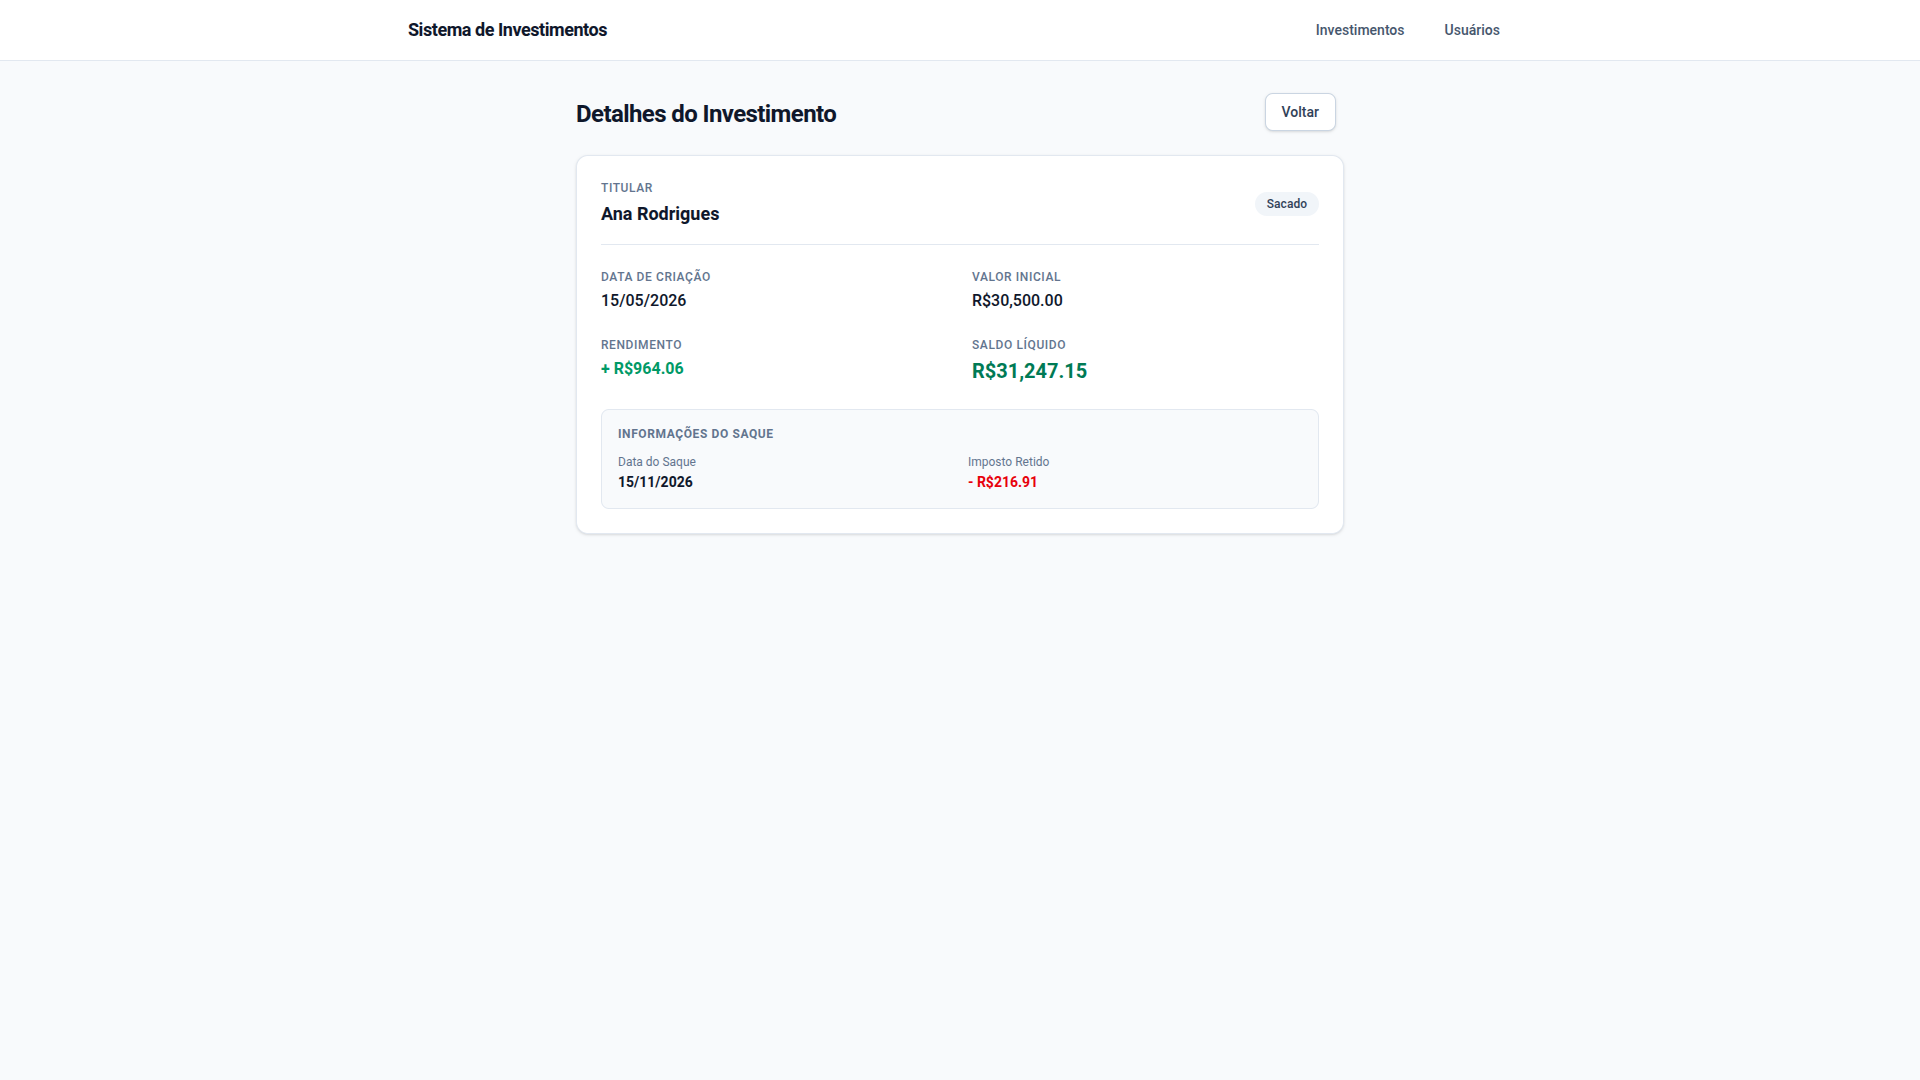 Sistema de Investimentos
Investimentos
Usuários
Detalhes do Investimento
Voltar
TITULAR
Ana Rodrigues
Sacado
DATA DE CRIAÇÃO
15/05/2026
VALOR INICIAL
R$30,500.00
RENDIMENTO
+ R$964.06
SALDO LÍQUIDO
R$31,247.15
INFORMAÇÕES DO SAQUE
Data do Saque
15/11/2026
Imposto Retido
- R$216.91